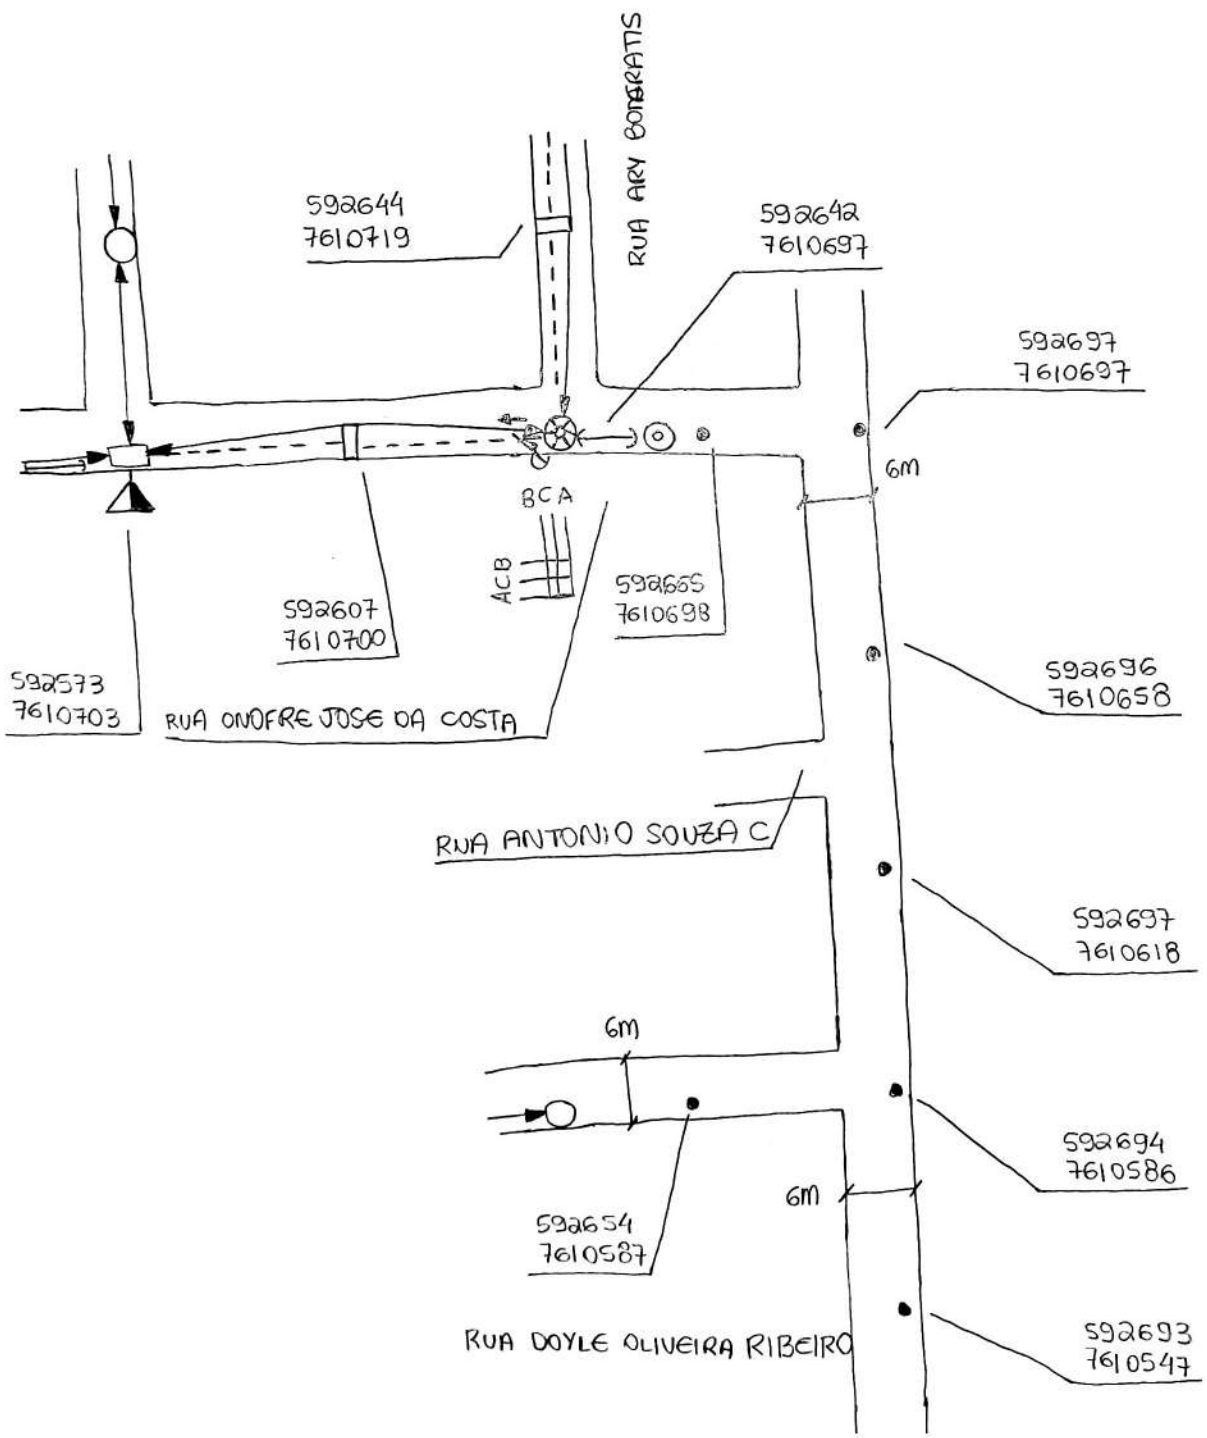 RUA ARY BONGRATIS
592644
7610719
592642
7610697
592697
7610697
6m
BCA
ACB
592665
7610698
592607
7610700
592573
7610703
RUA ONOFRE JOSE DA COSTA
592696
7610658
RUA ANTONIO SOUZA C
592697
7610618
6m
592694
7610586
6m
592654
7610587
RUA DOYLE OLIVEIRA RIBEIRO
592693
7610547